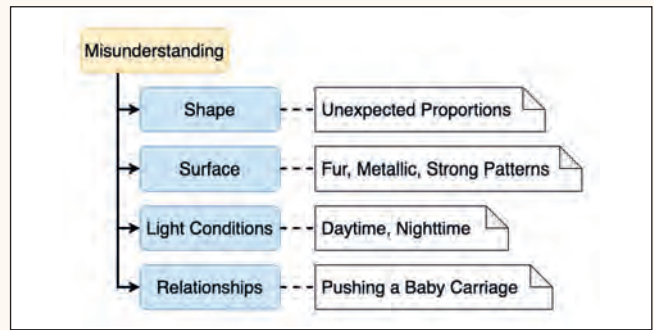 Misunderstanding
Shape
Unexpected Proportions
Surface
Fur, Metallic, Strong Patterns
Light Conditions
Daytime, Nighttime
Relationships
Pushing a Baby Carriage